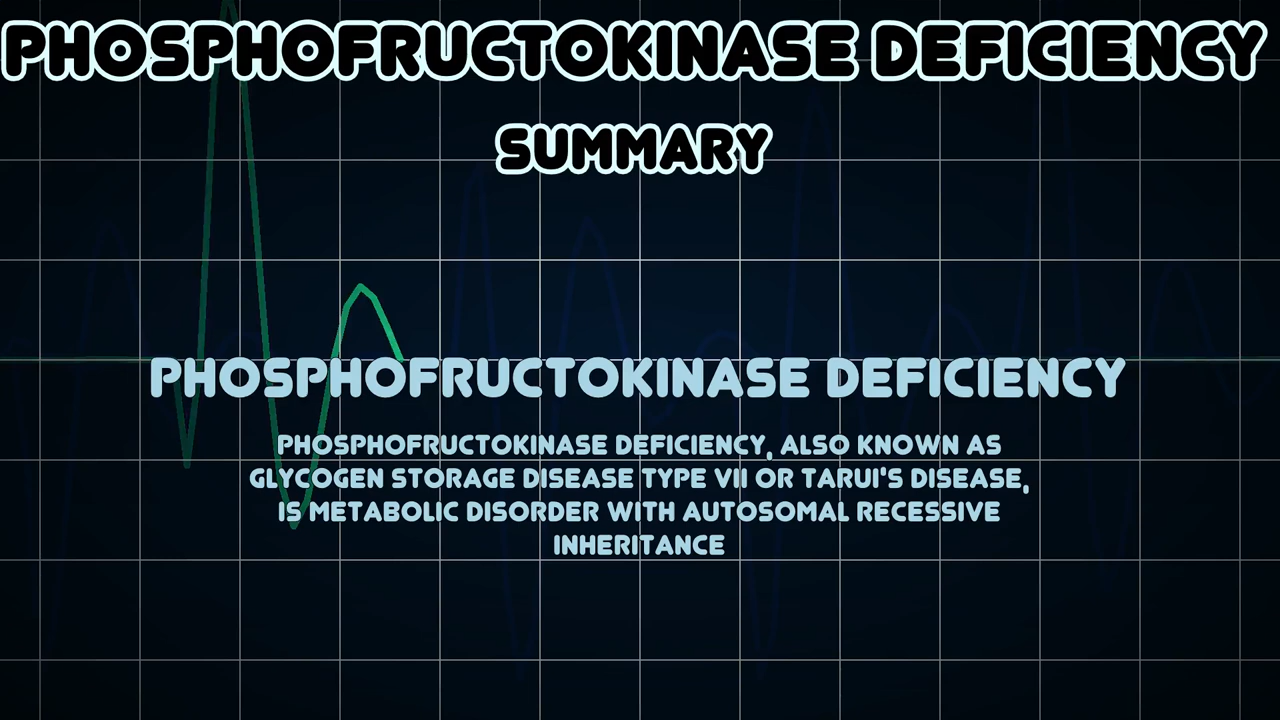 PHOSPHOFRUCTOKINASE DEFICIENCY
SUMMARY
PHOSPHOFRUCTOKINASE DEFICIENCY
PHOSPHOFRUCTOKINASE DEFICIENCY, ALSO KNOWN AS
GLYCOGEN STORAGE DISEASE TYPE VII OR TARUI'S DISEASE,
IS METABOLIC DISORDER WITH AUTOSOMAL RECESSIVE
INHERITANCE